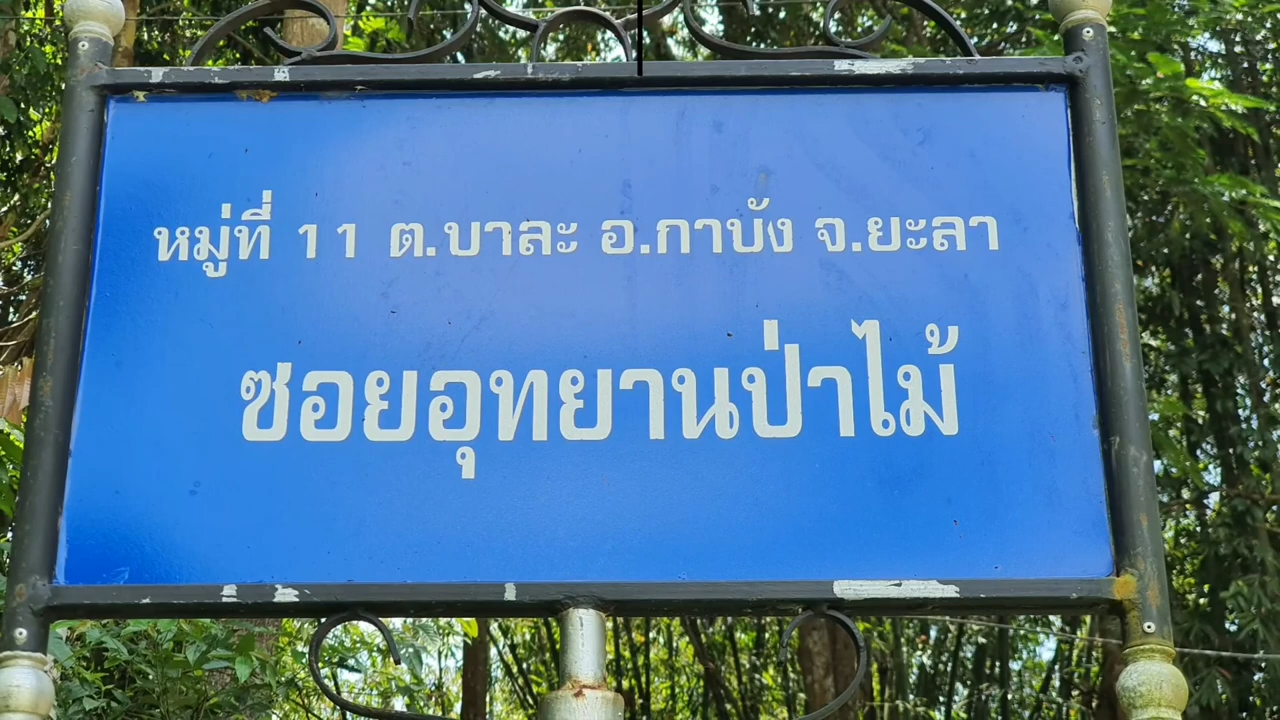 หมู่ที่ 11 ต.บาละ อ.กาบัง จ.ยะลา
ซอยอุทยานป่าไม้